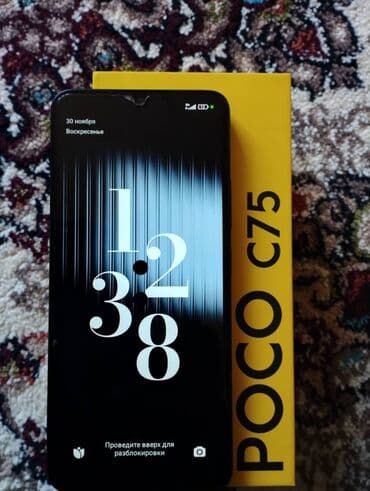 30 ноября
Воскресенье
12
38
Проведите вверх для
разблокировки
POCO C75